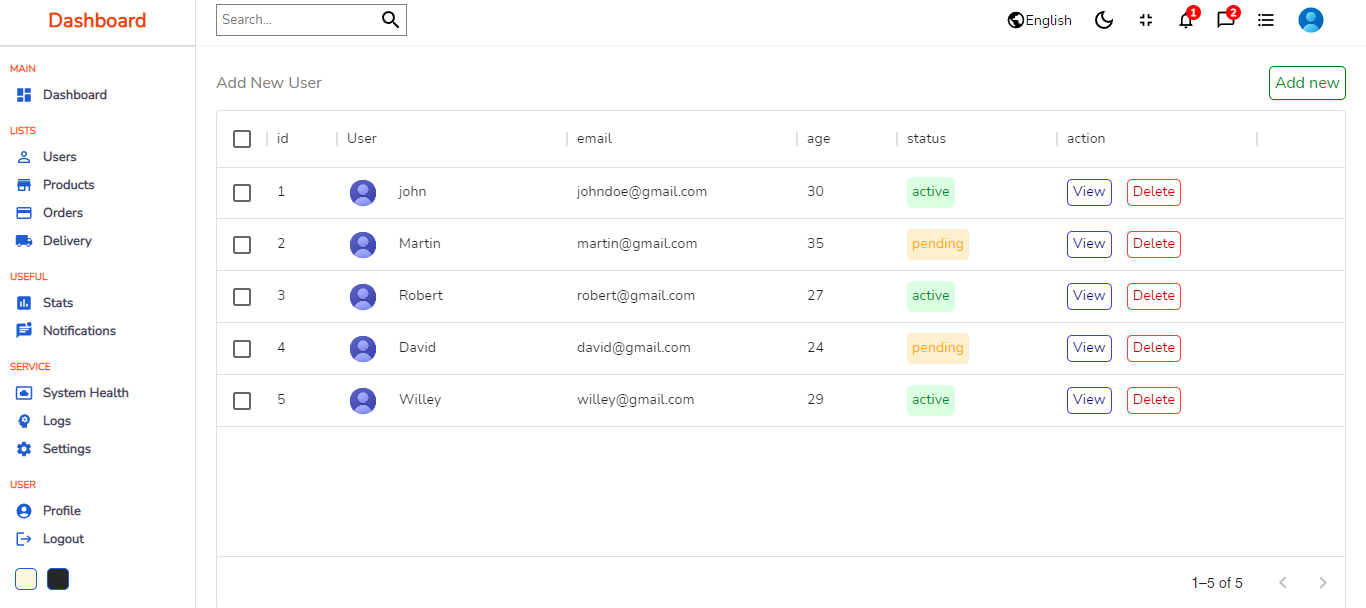 Dashboard
Search...
English
1
2
MAIN
Dashboard
LISTS
Users
Products
Orders
Delivery
USEFUL
Stats
Notifications
SERVICE
System Health
Logs
Settings
USER
Profile
Logout
Add New User
Add new
id User email age status action
1 john johndoe@gmail.com 30 active View Delete
2 Martin martin@gmail.com 35 pending View Delete
3 Robert robert@gmail.com 27 active View Delete
4 David david@gmail.com 24 pending View Delete
5 Willey willey@gmail.com 29 active View Delete
1–5 of 5